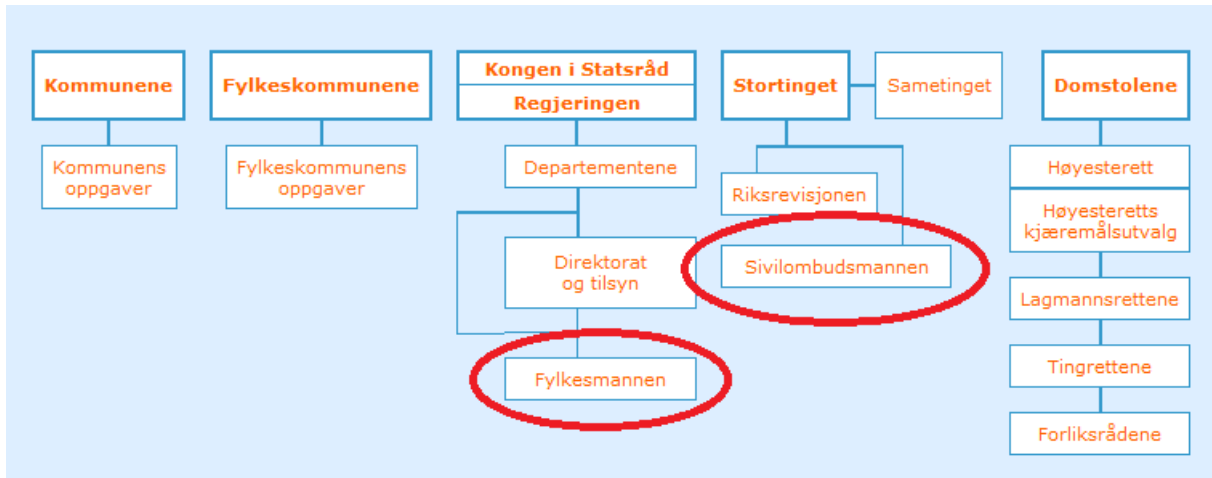 Kommunene
Kommunens
oppgaver
Fylkeskommunene
Fylkeskommunens
oppgaver
Kongen i Statsråd
Regjeringen
Departementene
Direktorat
og tilsyn
Fylkesmannen
Stortinget
Sametinget
Riksrevisjonen
Sivilombudsmannen
Domstolene
Høyesterett
Høyesteretts
kjæremålsutvalg
Lagmannsrettene
Tingrettene
Forliksrådene